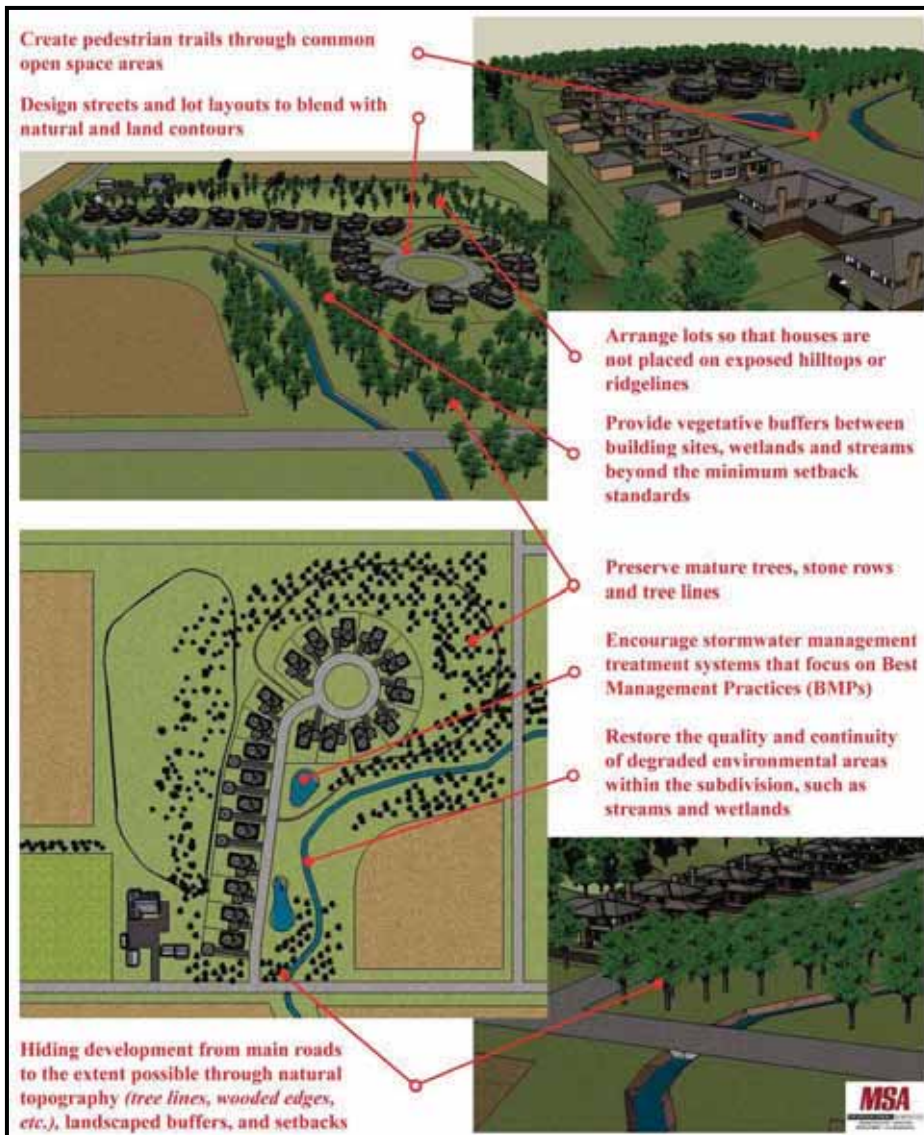 Create pedestrian trails through common
open space areas
Design streets and lot layouts to blend with
natural and land contours
Arrange lots so that houses are
not placed on exposed hilltops or
ridgelines
Provide vegetative buffers between
building sites, wetlands and streams
beyond the minimum setback
standards
Preserve mature trees, stone rows
and tree lines
Encourage stormwater management
treatment systems that focus on Best
Management Practices (BMPs)
Restore the quality and continuity
of degraded environmental areas
within the subdivision, such as
streams and wetlands
Hiding development from main roads
to the extent possible through natural
topography (tree lines, wooded edges,
etc.), landscaped buffers, and setbacks
MSA